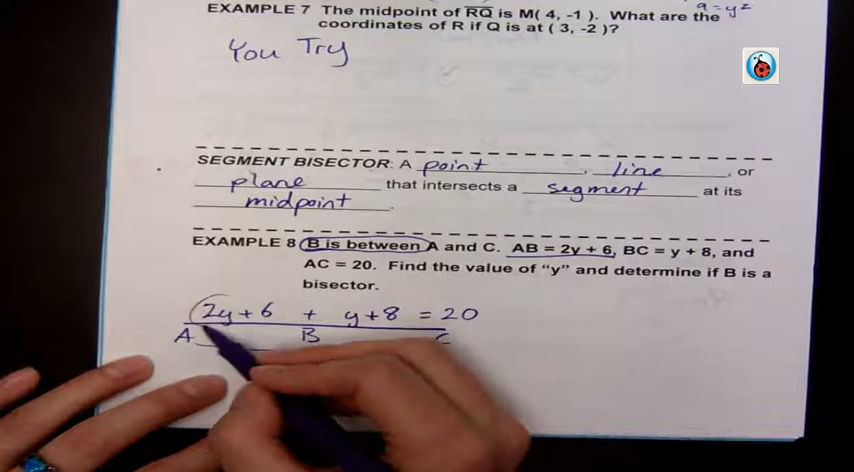 9 = y²
EXAMPLE 7 The midpoint of RQ is M( 4, -1 ). What are the
coordinates of R if Q is at ( 3, -2 )?
You Try
SEGMENT BISECTOR: A point, line, or
plane that intersects a segment at its
midpoint.
EXAMPLE 8 B is between A and C. AB = 2y + 6, BC = y + 8, and
AC = 20. Find the value of “y” and determine if B is a
bisector.
(2y+6 + y+8 = 20
A B C